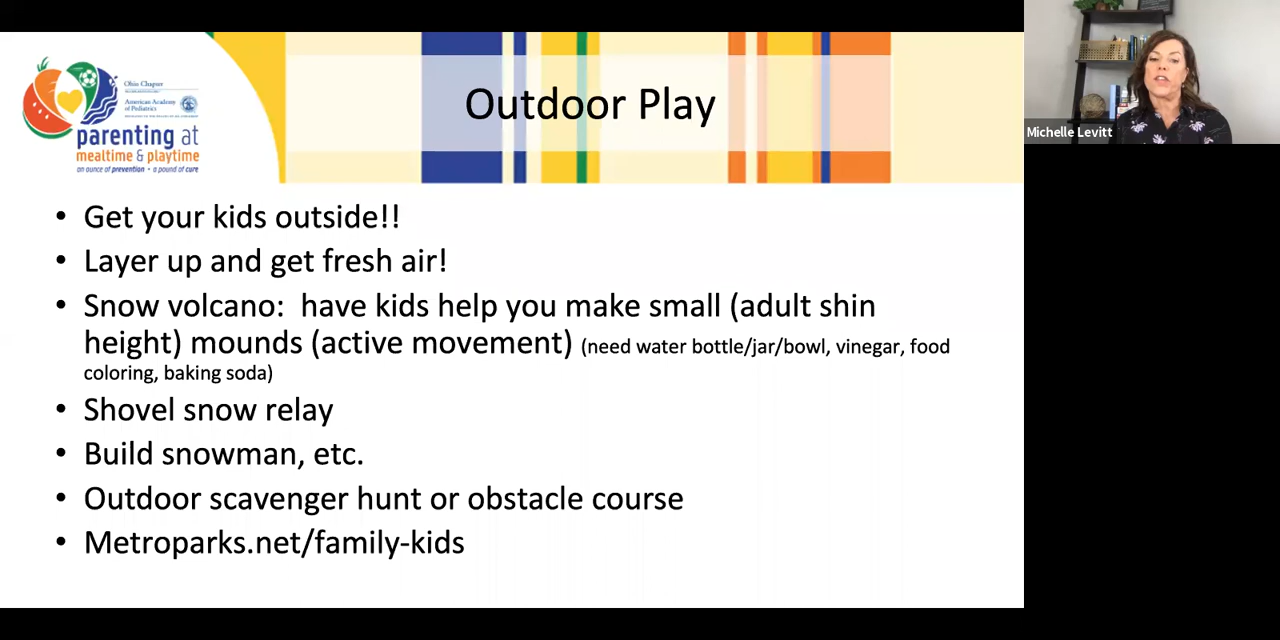 Ohio Chapter
American Academy
of Pediatrics
parenting at
mealtime & playtime
an ounce of prevention • a pound of cure
Outdoor Play
• Get your kids outside!!
• Layer up and get fresh air!
• Snow volcano:  have kids help you make small (adult shin
height) mounds (active movement) (need water bottle/jar/bowl, vinegar, food
coloring, baking soda)
• Shovel snow relay
• Build snowman, etc.
• Outdoor scavenger hunt or obstacle course
• Metroparks.net/family-kids
Michelle Levitt